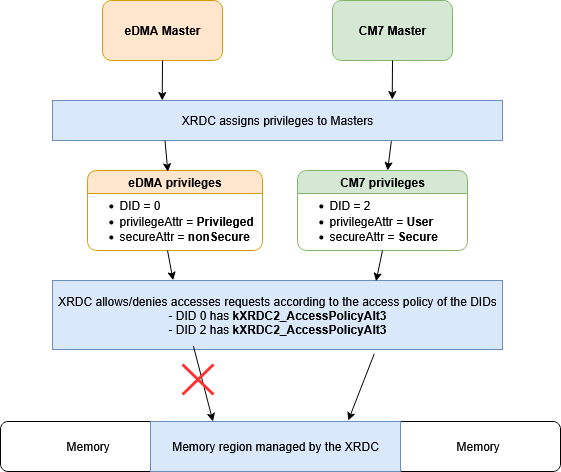 eDMA Master
CM7 Master
XRDC assigns privileges to Masters
eDMA privileges
• DID = 0
• privilegeAttr = Privileged
• secureAttr = nonSecure
CM7 privileges
• DID = 2
• privilegeAttr = User
• secureAttr = Secure
XRDC allows/denies accesses requests according to the access policy of the DIDs
- DID 0 has kXRDC2_AccessPolicyAlt3
- DID 2 has kXRDC2_AccessPolicyAlt3
Memory
Memory region managed by the XRDC
Memory